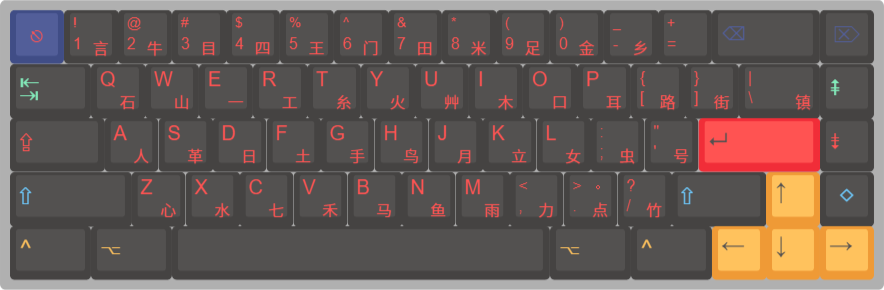 ! @ # $ % ^ & * ( ) _ +
1 言 2 牛 3 目 4 四 5 王 6 门 7 田 8 米 9 足 0 金 - 乡 =
Q W E R T Y U I O P { } |
石 山 一 工 糸 火 艸 木 口 耳 [ 路 ] 街 \ 镇
A S D F G H J K L : "
人 革 日 土 手 鸟 月 立 女 ; 虫 ' 号
Z X C V B N M < > 。 ?
心 水 七 禾 马 鱼 雨 , 力 . 点 / 竹
^ ⌥ ⌥ ^